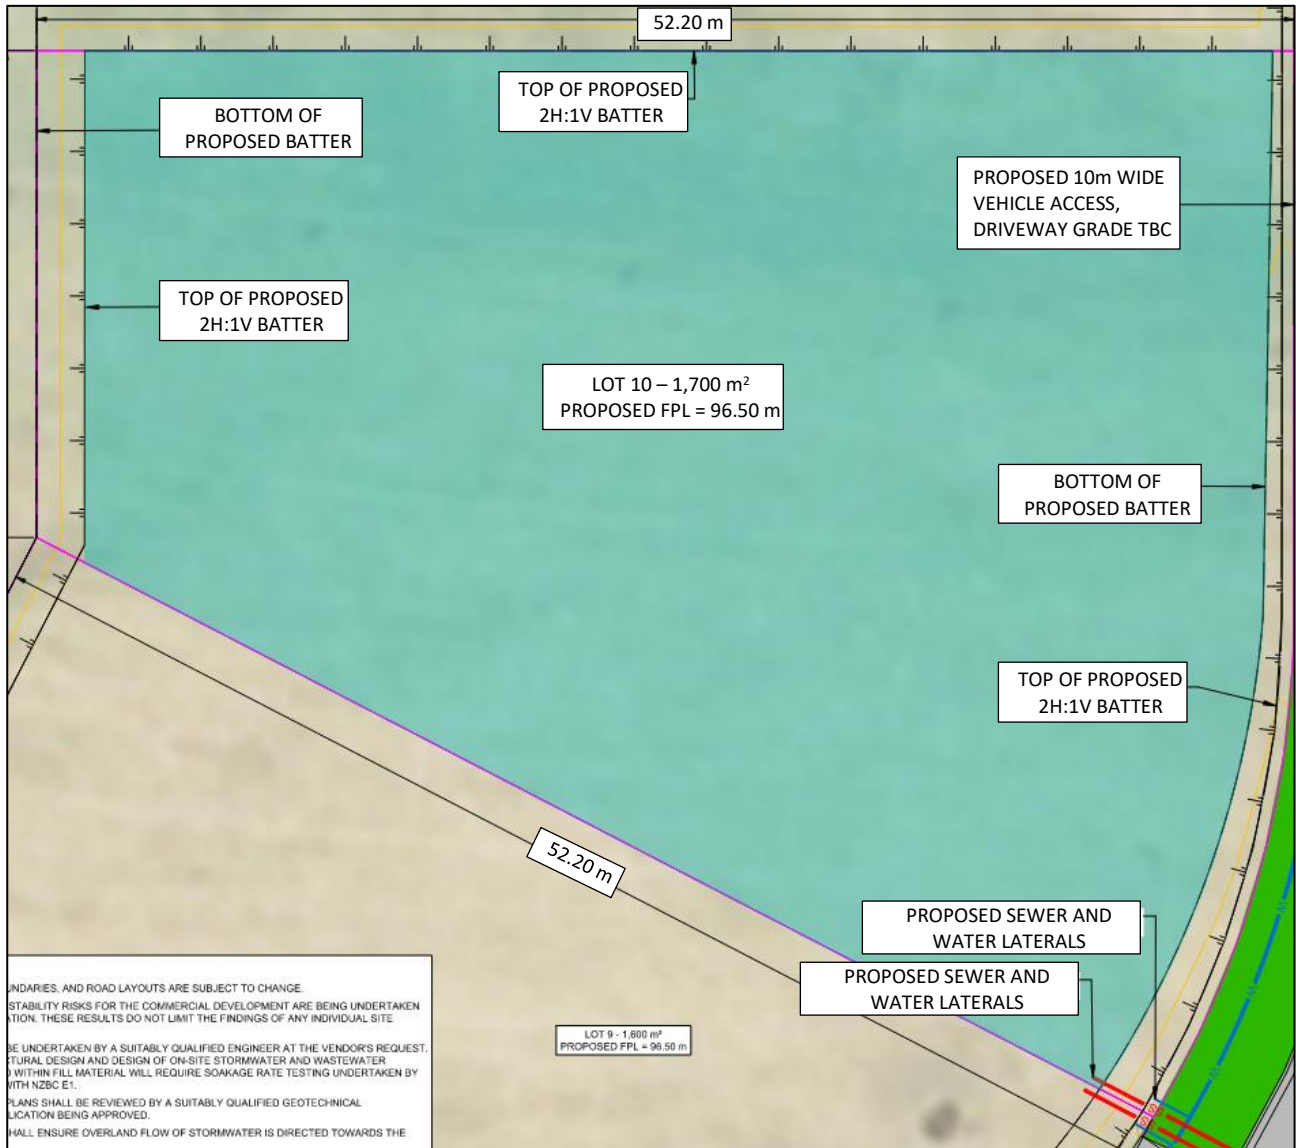 52.20 m
TOP OF PROPOSED
2H:1V BATTER
BOTTOM OF
PROPOSED BATTER
PROPOSED 10m WIDE
VEHICLE ACCESS,
DRIVEWAY GRADE TBC
TOP OF PROPOSED
2H:1V BATTER
LOT 10 – 1,700 m²
PROPOSED FPL = 96.50 m
BOTTOM OF
PROPOSED BATTER
TOP OF PROPOSED
2H:1V BATTER
52.20 m
PROPOSED SEWER AND
WATER LATERALS
PROPOSED SEWER AND
WATER LATERALS
LOT 9 - 1,600 m²
PROPOSED FPL = 96.50 m
UNDARIES, AND ROAD LAYOUTS ARE SUBJECT TO CHANGE.
STABILITY RISKS FOR THE COMMERCIAL DEVELOPMENT ARE BEING UNDERTAKEN
ATION. THESE RESULTS DO NOT LIMIT THE FINDINGS OF ANY INDIVIDUAL SITE
BE UNDERTAKEN BY A SUITABLY QUALIFIED ENGINEER AT THE VENDOR'S REQUEST.
CTURAL DESIGN AND DESIGN OF ON-SITE STORMWATER AND WASTEWATER
D WITHIN FILL MATERIAL WILL REQUIRE SOAKAGE RATE TESTING UNDERTAKEN BY
WITH NZBC E1.
PLANS SHALL BE REVIEWED BY A SUITABLY QUALIFIED GEOTECHNICAL
LICATION BEING APPROVED.
HALL ENSURE OVERLAND FLOW OF STORMWATER IS DIRECTED TOWARDS THE
W
W
W